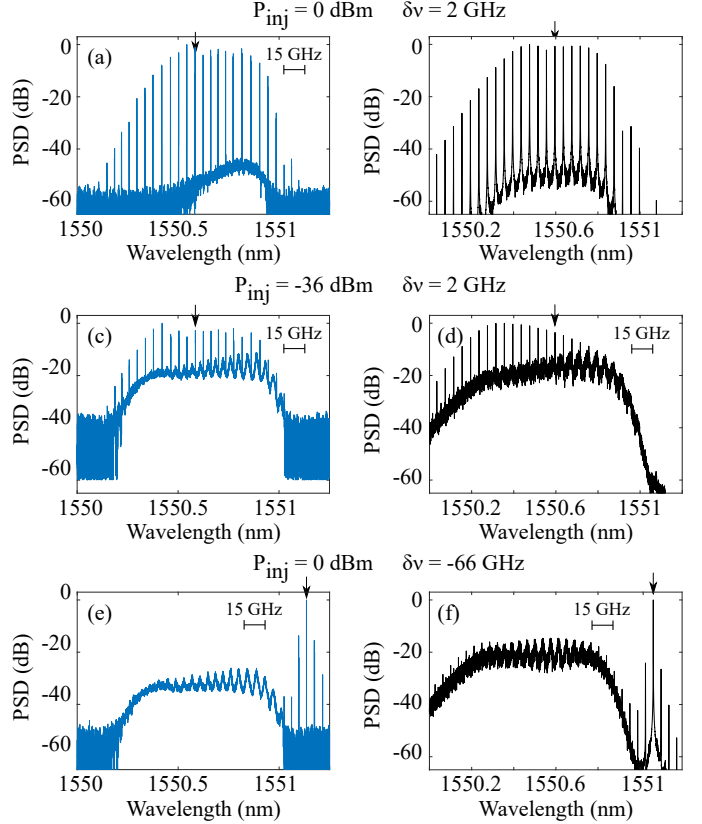 P_inj = 0 dBm δν = 2 GHz
(a)
15 GHz
PSD (dB)
0
-20
-40
-60
1550
1550.5
1551
Wavelength (nm)
PSD (dB)
0
-20
-40
-60
1550.2
1550.6
1551
Wavelength (nm)
P_inj = -36 dBm δν = 2 GHz
(c)
15 GHz
PSD (dB)
0
-20
-40
-60
1550
1550.5
1551
Wavelength (nm)
(d)
15 GHz
PSD (dB)
0
-20
-40
-60
1550.2
1550.6
1551
Wavelength (nm)
P_inj = 0 dBm δν = -66 GHz
(e)
15 GHz
PSD (dB)
0
-20
-40
-60
1550
1550.5
1551
Wavelength (nm)
(f)
15 GHz
PSD (dB)
0
-20
-40
-60
1550.2
1550.6
1551
Wavelength (nm)